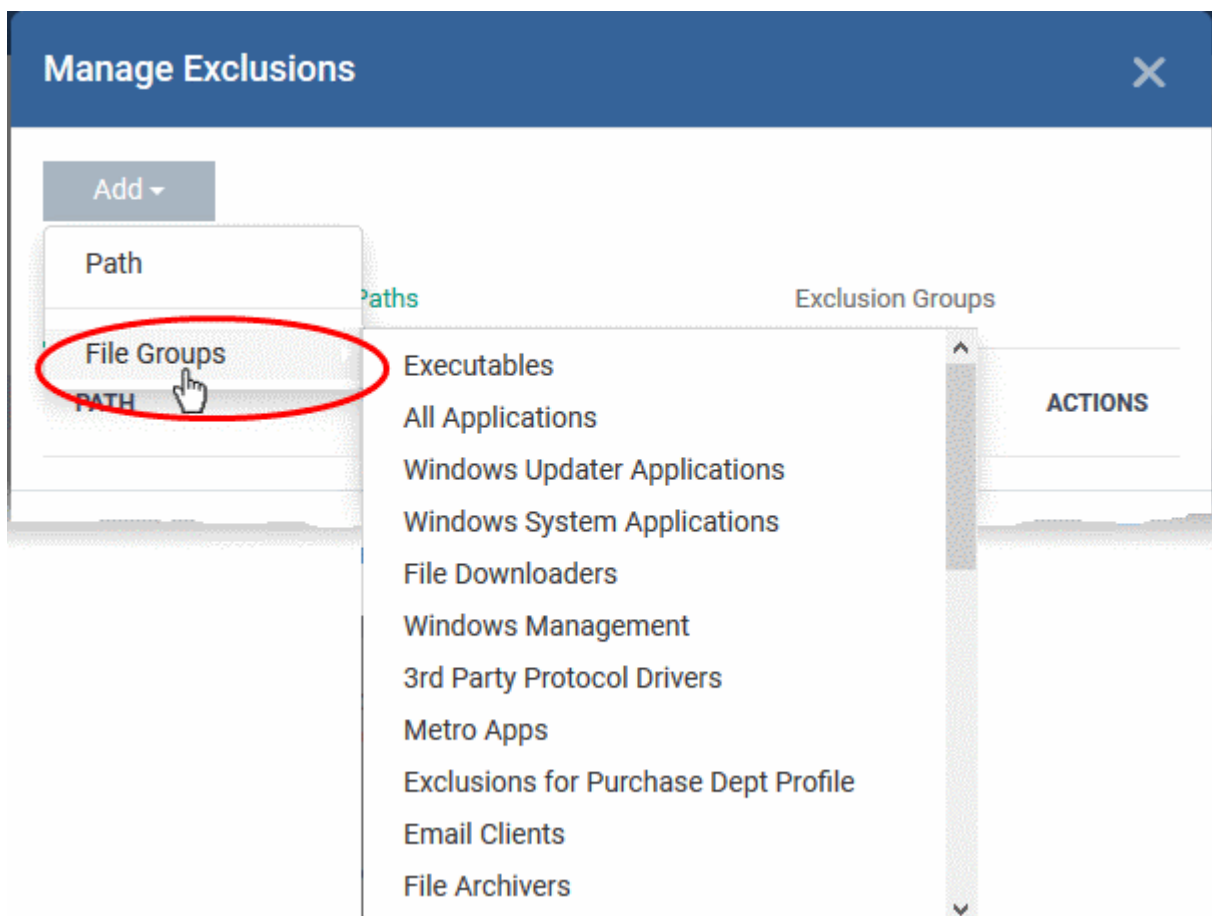 Manage Exclusions
Add
Path
Paths Exclusion Groups
File Groups
PATH ACTIONS
Executables
All Applications
Windows Updater Applications
Windows System Applications
File Downloaders
Windows Management
3rd Party Protocol Drivers
Metro Apps
Exclusions for Purchase Dept Profile
Email Clients
File Archivers